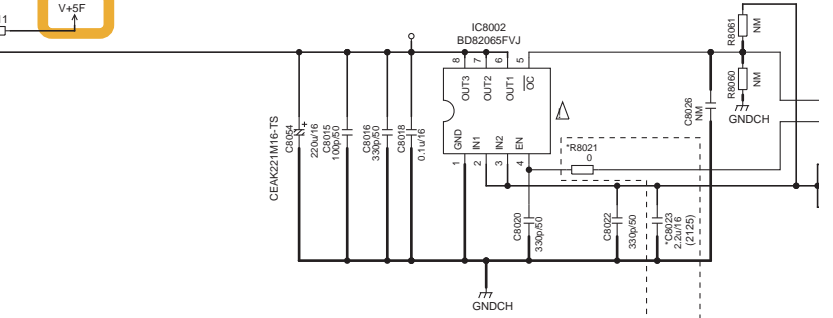 V+5F
11
IC8002
BD82065FVJ
8
7
6
5
OUT3
OUT2
OUT1
OC
GND
IN1
IN2
EN
1
2
3
4
CEAK221M16-TS
C8054
220u/16
C8015
100p/50
C8016
330p/50
C8018
0.1u/16
*R8021
0
C8020
330p/50
C8022
330p/50
*C8023
2.2u/16
(2125)
C8026
NM
R8061
NM
R8060
NM
GNDCH
GNDCH